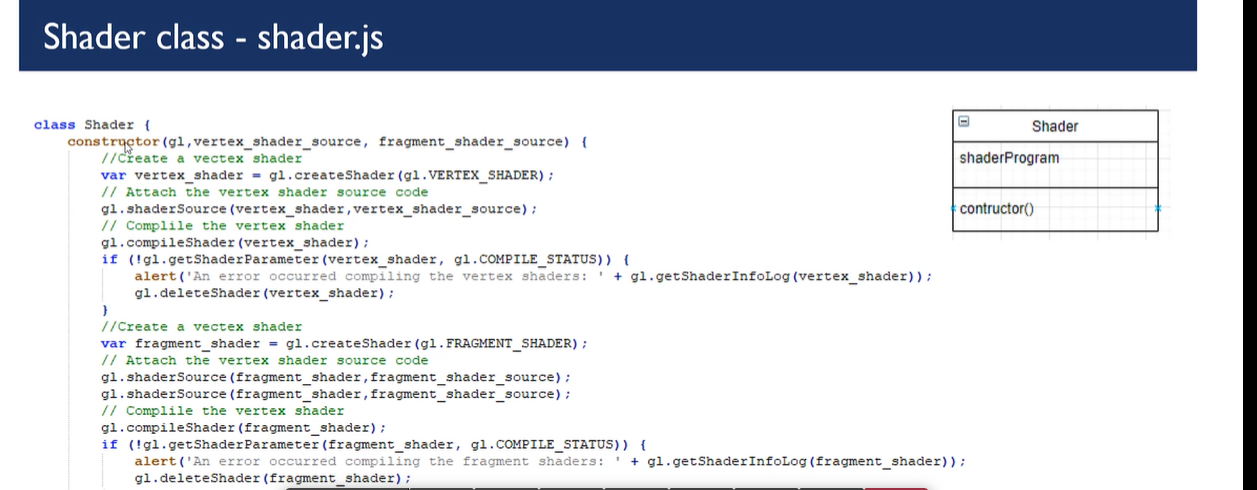 Shader class - shader.js
class Shader {
constructor(gl,vertex_shader_source, fragment_shader_source) {
//Create a vectex shader
var vertex_shader = gl.createShader(gl.VERTEX_SHADER);
// Attach the vertex shader source code
gl.shaderSource(vertex_shader,vertex_shader_source);
// Complile the vertex shader
gl.compileShader(vertex_shader);
if (!gl.getShaderParameter(vertex_shader, gl.COMPILE_STATUS)) {
alert('An error occurred compiling the vertex shaders: ' + gl.getShaderInfoLog(vertex_shader));
gl.deleteShader(vertex_shader);
}
//Create a vectex shader
var fragment_shader = gl.createShader(gl.FRAGMENT_SHADER);
// Attach the vertex shader source code
gl.shaderSource(fragment_shader,fragment_shader_source);
gl.shaderSource(fragment_shader,fragment_shader_source);
// Complile the vertex shader
gl.compileShader(fragment_shader);
if (!gl.getShaderParameter(fragment_shader, gl.COMPILE_STATUS)) {
alert('An error occurred compiling the fragment shaders: ' + gl.getShaderInfoLog(fragment_shader));
gl.deleteShader(fragment_shader);
Shader
shaderProgram
contructor()